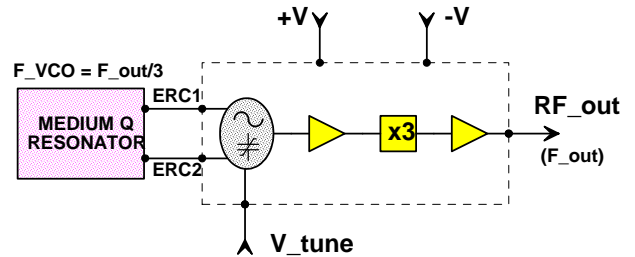 +V
-V
F_VCO = F_out/3
ERC1
MEDIUM Q
RESONATOR
ERC2
x3
RF_out
(F_out)
V_tune